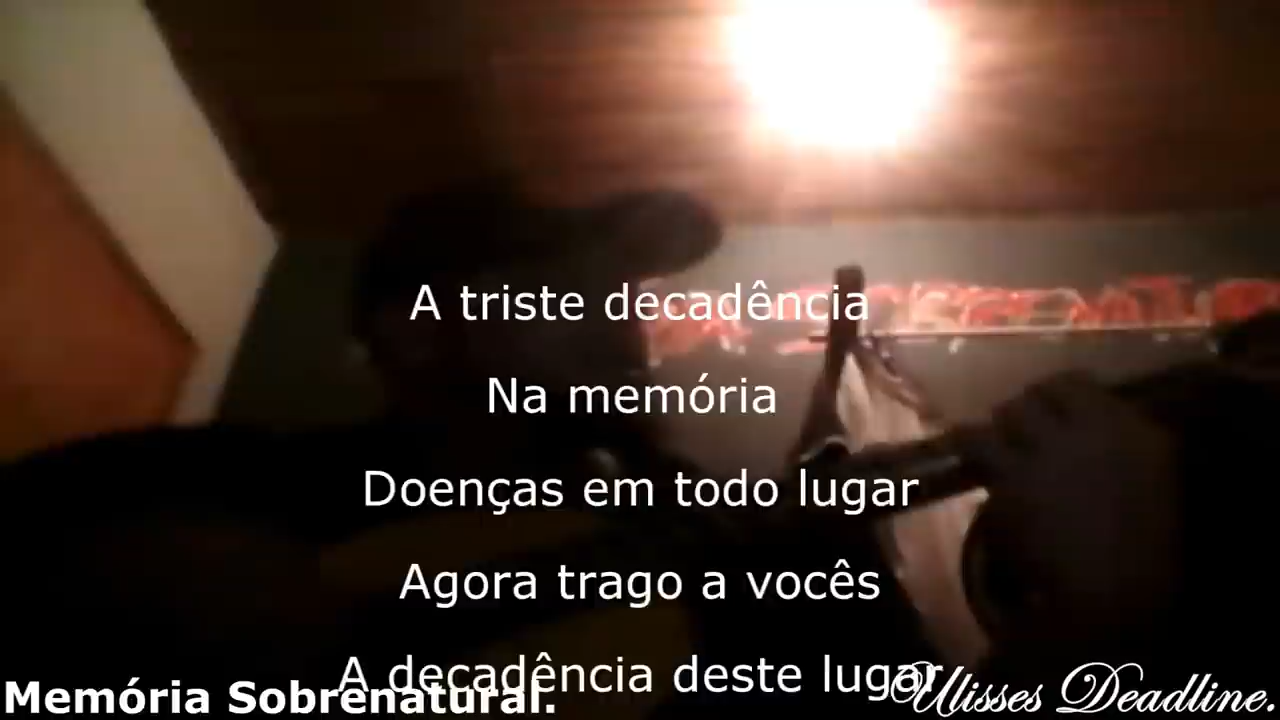 A triste decadência
Na memória
Doenças em todo lugar
Agora trago a vocês
A decadência deste lugar
Memória Sobrenatural.
Ulisses Deadline.